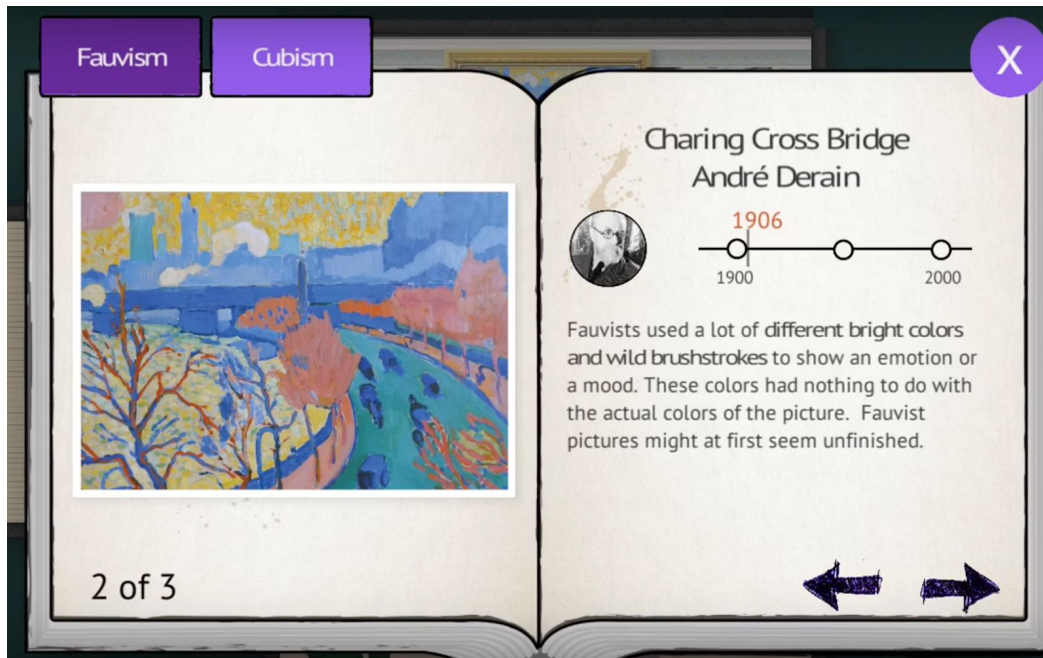 Fauvism
Cubism
X
Charing Cross Bridge
André Derain
1906
1900
2000
Fauvists used a lot of different bright colors
and wild brushstrokes to show an emotion or
a mood. These colors had nothing to do with
the actual colors of the picture.  Fauvist
pictures might at first seem unfinished.
2 of 3